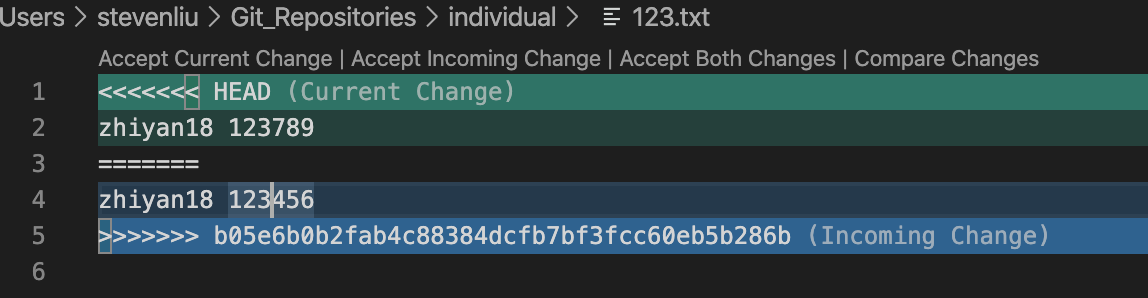 Users > stevenliu > Git_Repositories > individual > 123.txt
Accept Current Change | Accept Incoming Change | Accept Both Changes | Compare Changes
1 <<<<<<< HEAD (Current Change)
2 zhiyan18 123789
3 =======
4 zhiyan18 123456
5 >>>>>>> b05e6b0b2fab4c88384dcfb7bf3fcc60eb5b286b (Incoming Change)
6